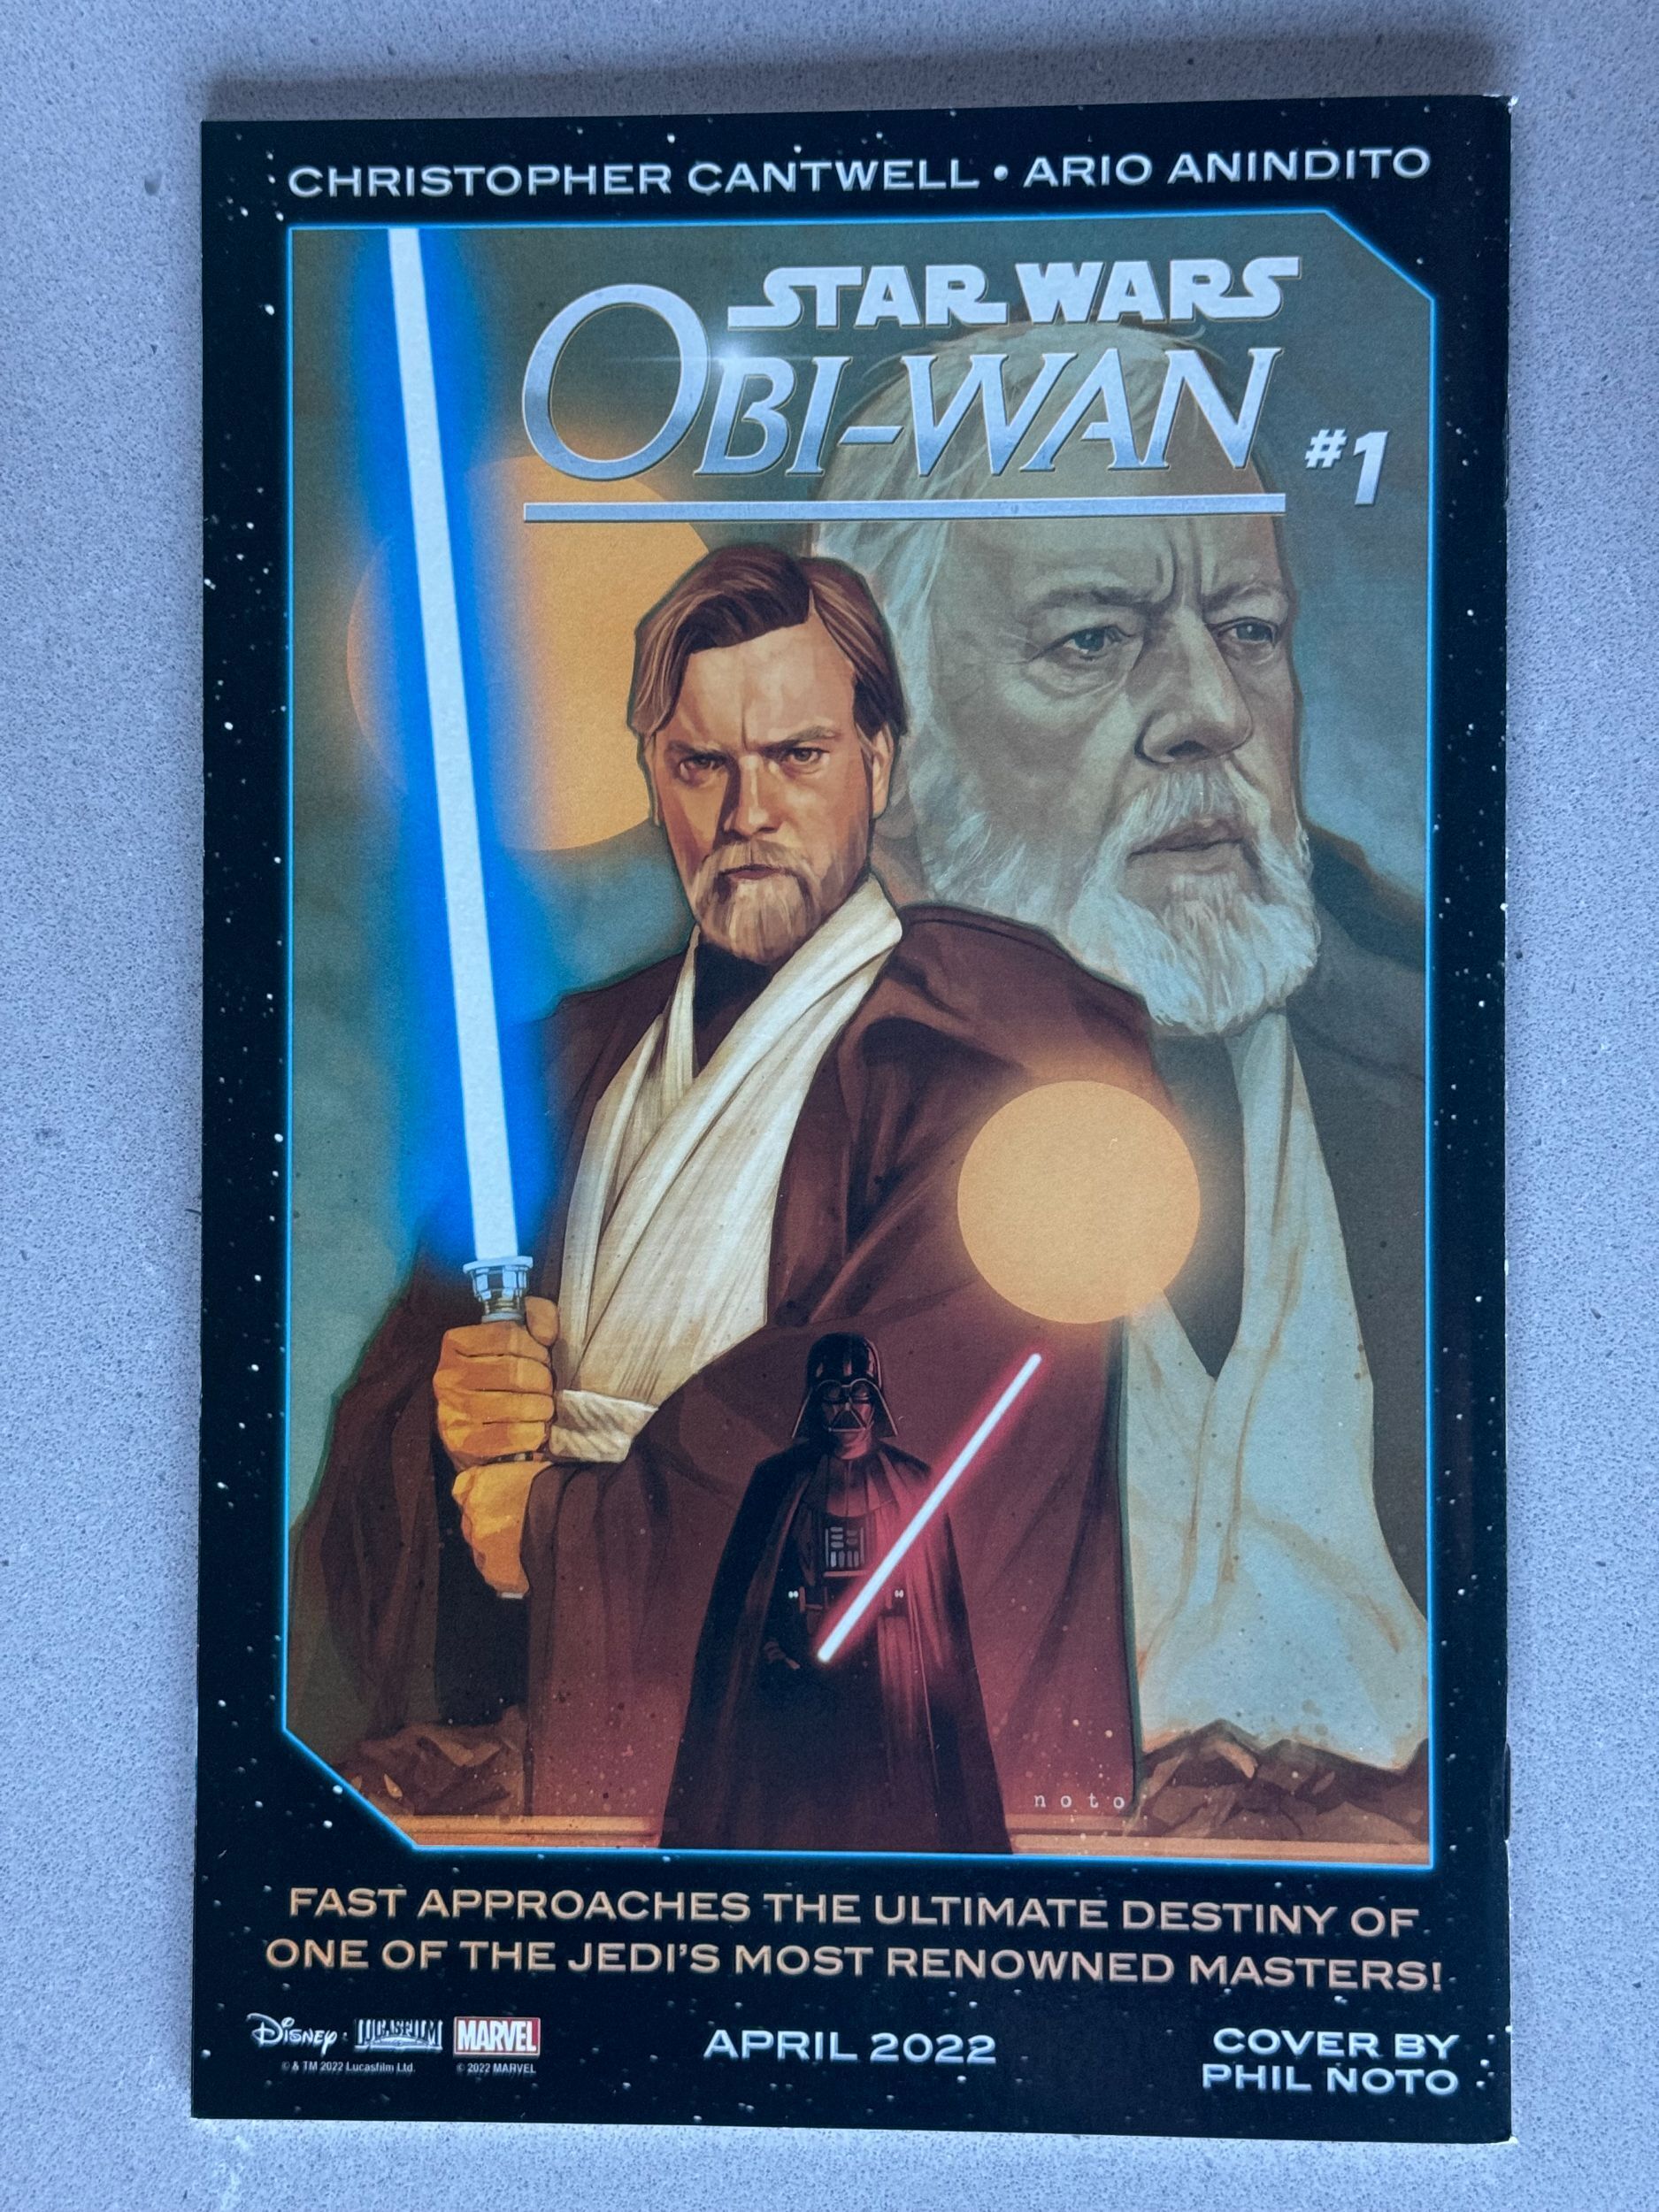 CHRISTOPHER CANTWELL • ARIO ANINDITO
STAR WARS
OBI-WAN
#1
noto
FAST APPROACHES THE ULTIMATE DESTINY OF
ONE OF THE JEDI'S MOST RENOWNED MASTERS!
DISNEY • LUCASFILM MARVEL
© & TM 2022 Lucasfilm Ltd. © 2022 MARVEL
APRIL 2022
COVER BY
PHIL NOTO